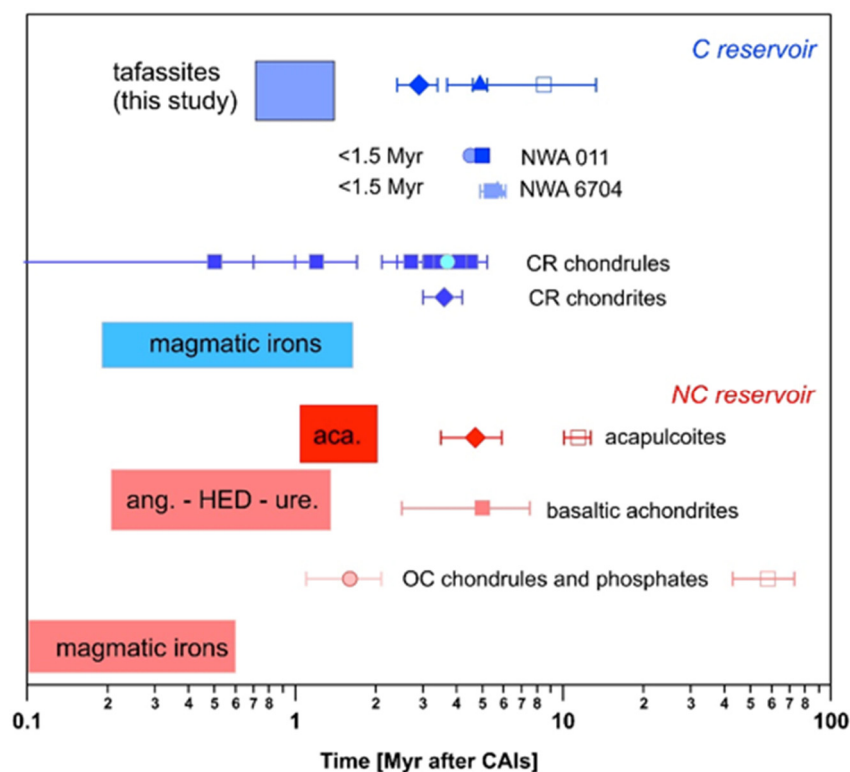 C reservoir
tafassites
(this study)
<1.5 Myr NWA 011
<1.5 Myr NWA 6704
CR chondrules
CR chondrites
magmatic irons
NC reservoir
aca. acapulcoites
ang. - HED - ure.
basaltic achondrites
OC chondrules and phosphates
magmatic irons
2 3 4 5 6 7 8 2 3 4 5 6 7 8 2 3 4 5 6 7 8
0.1 1 10 100
Time [Myr after CAIs]